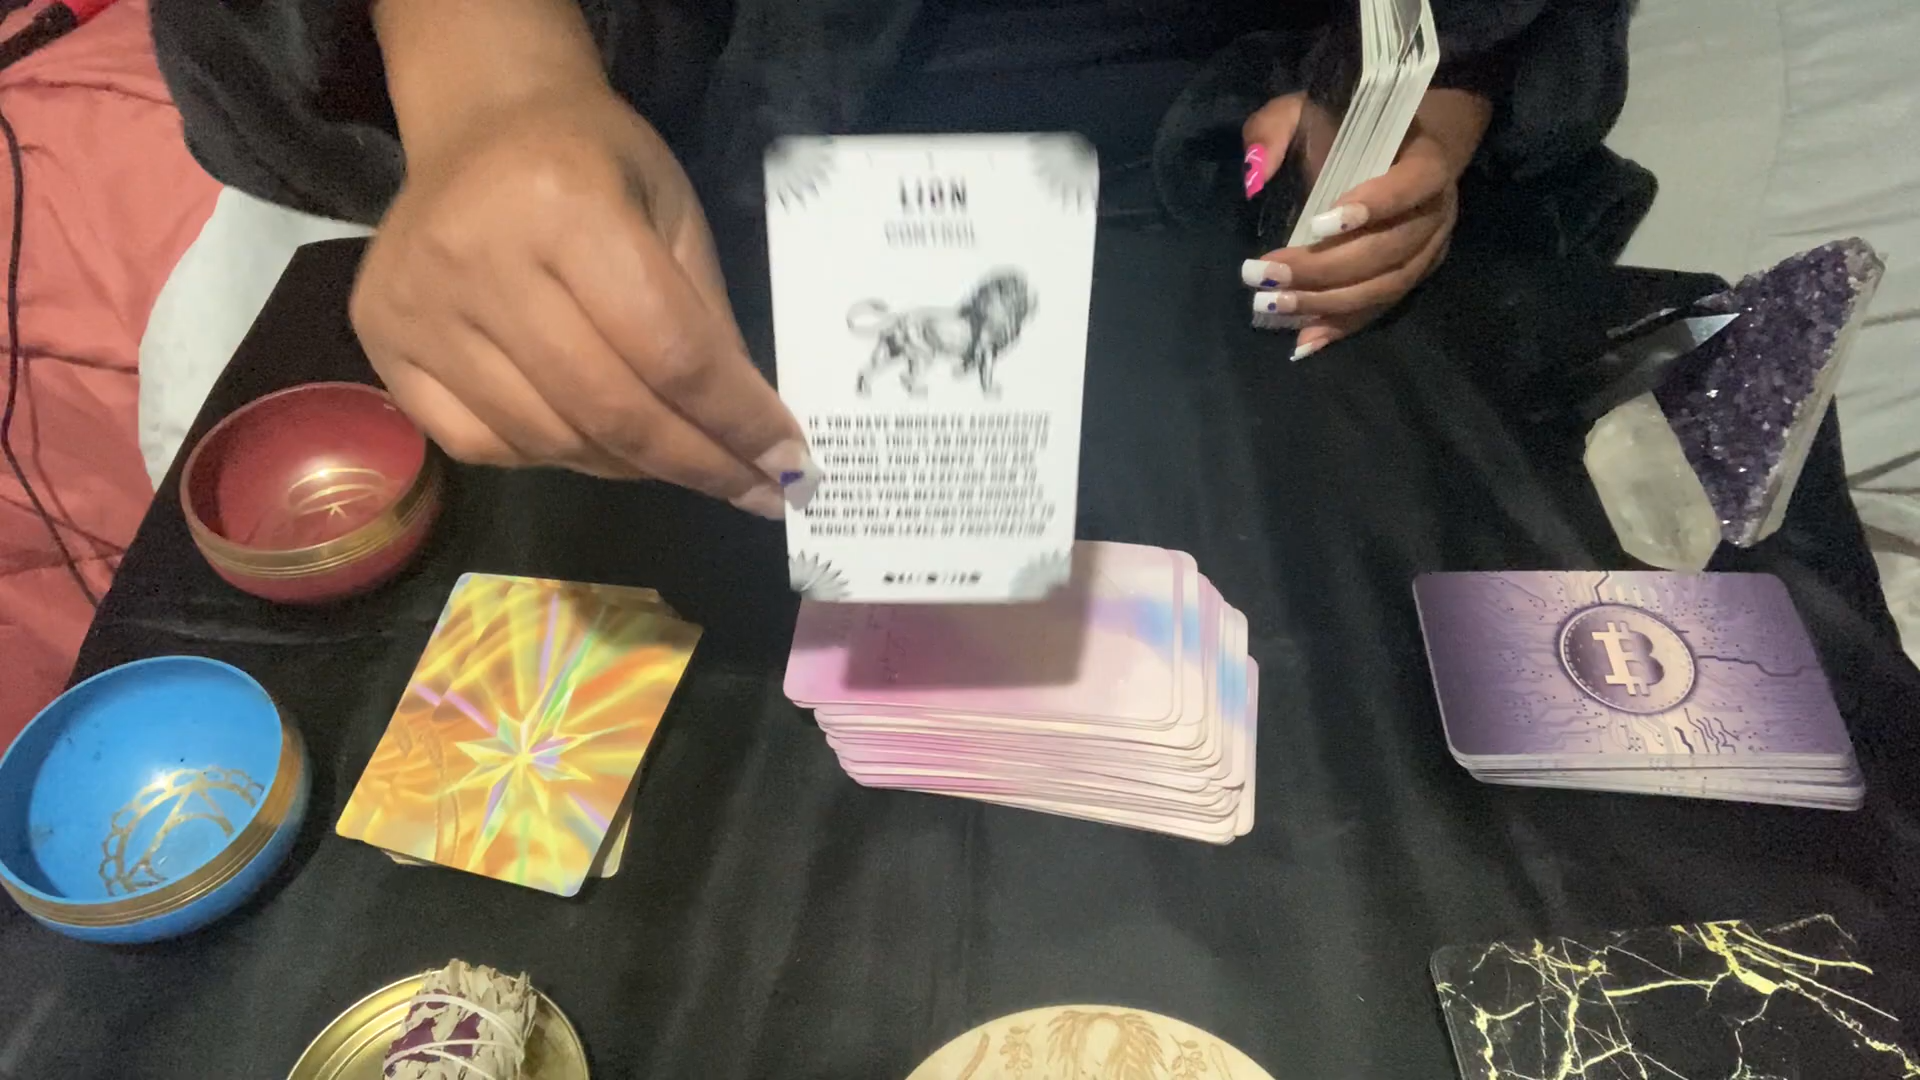 LION
CONTROL
IF YOU HAVE MODERATE AGGRESSIVE
IMPULSES, THIS IS AN INVITATION TO
CONTROL YOUR TEMPER. YOU ARE
ENCOURAGED TO EXPLORE HOW TO
EXPRESS YOUR NEEDS OR THOUGHTS
MORE OPENLY AND CONSTRUCTIVELY TO
REDUCE YOUR LEVEL OF FRUSTRATION